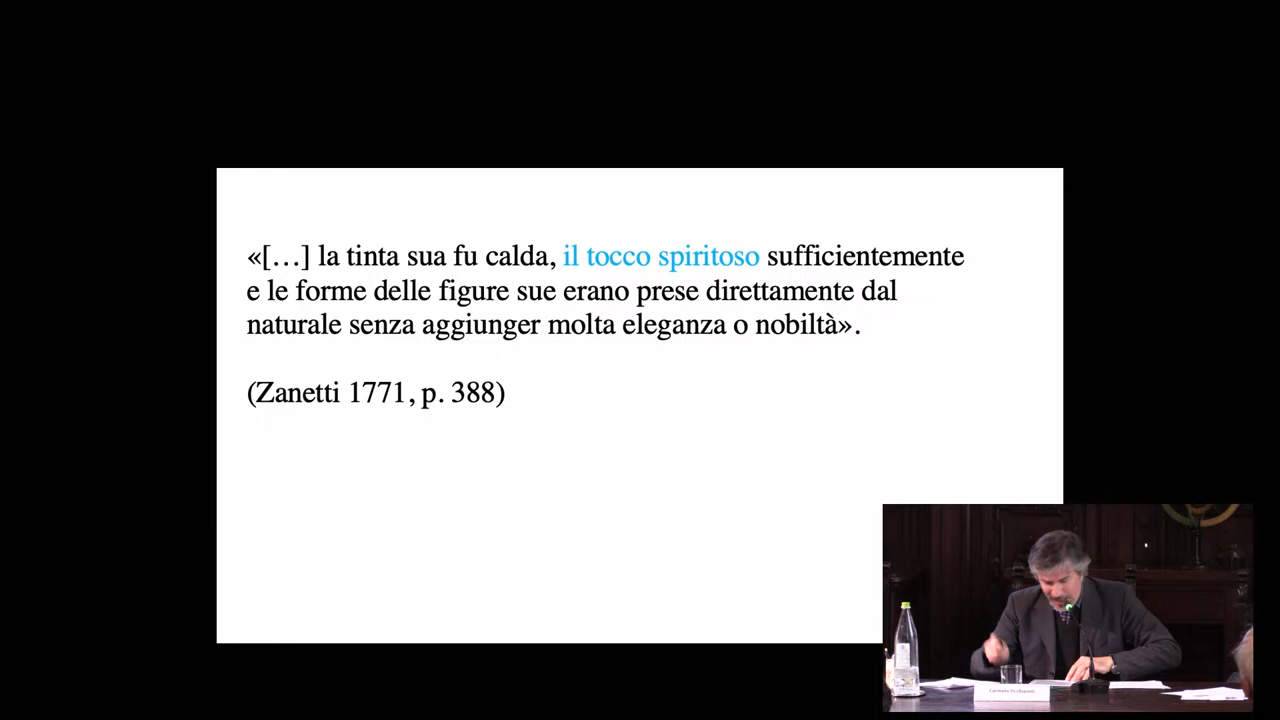 «[…] la tinta sua fu calda, il tocco spiritoso sufficientemente
e le forme delle figure sue erano prese direttamente dal
naturale senza aggiunger molta eleganza o nobiltà».
(Zanetti 1771, p. 388)